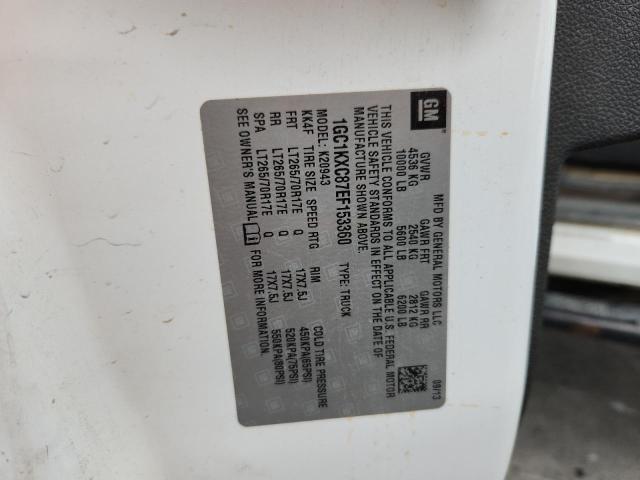 GM
MFD BY GENERAL MOTORS LLC
09/13
GVWR GAWR FRT GAWR RR
4536 KG 2540 KG 2812 KG
10000 LB 5600 LB 6200 LB
THIS VEHICLE CONFORMS TO ALL APPLICABLE U.S. FEDERAL MOTOR
VEHICLE SAFETY STANDARDS IN EFFECT ON THE DATE OF
MANUFACTURE SHOWN ABOVE.
1GC1KXC87EF153360 TYPE: TRUCK
MODEL: K20943
KK4F TIRE SIZE SPEED RTG RIM COLD TIRE PRESSURE
FRT LT265/70R17E Q 17X7.5J 450KPA(65PSI)
RR LT265/70R17E Q 17X7.5J 520KPA(75PSI)
SPA LT265/70R17E Q 17X7.5J 550KPA(80PSI)
SEE OWNER'S MANUAL FOR MORE INFORMATION